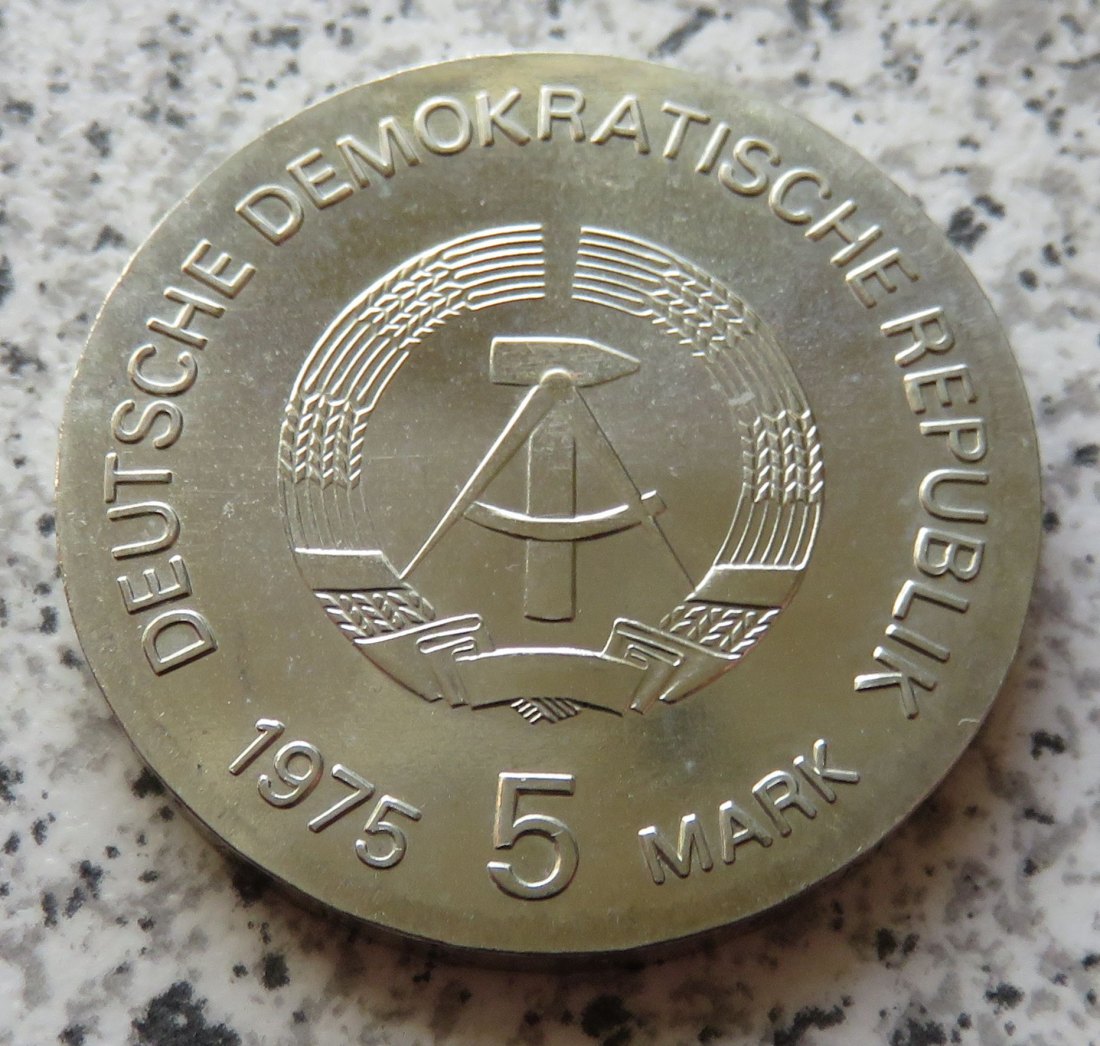 DEUTSCHE DEMOKRATISCHE REPUBLIK
1975 5 MARK